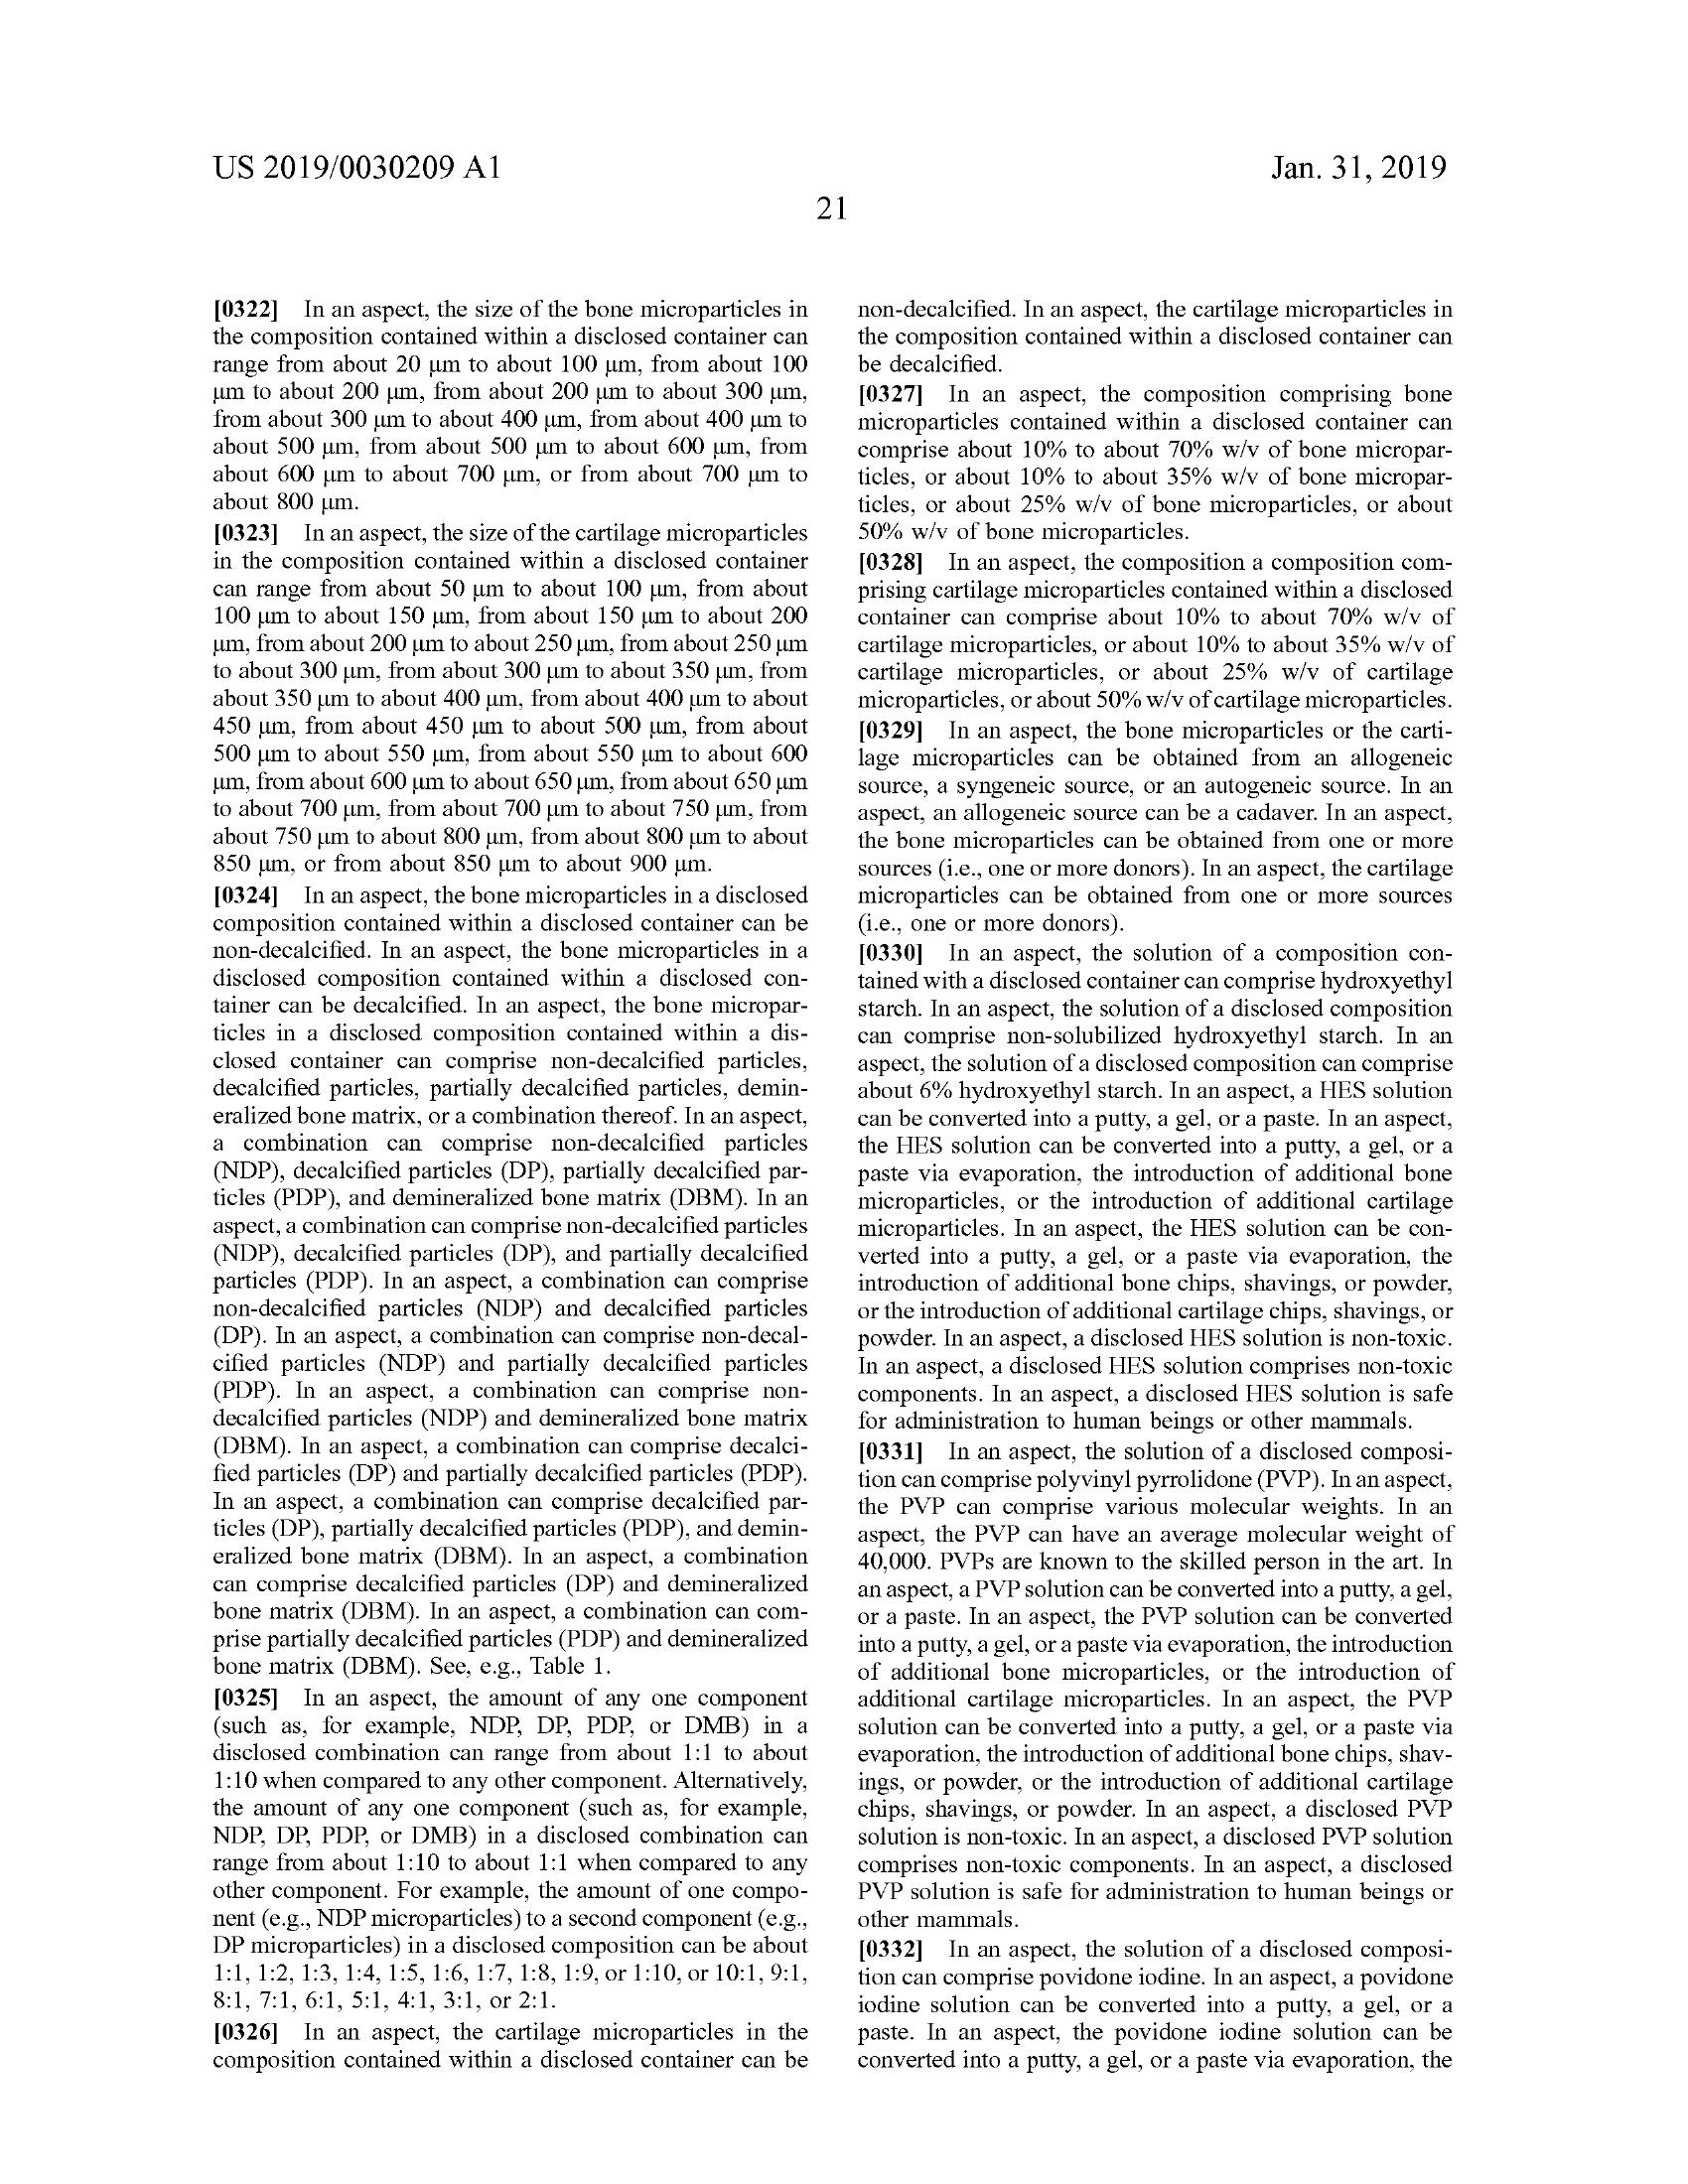 US 2019/0030209 A1
Jan. 31, 2019
21
[0322] In an aspect, the size of the bone microparticles in
the composition contained within a disclosed container can
range from about 20 µm to about 100 µm, from about 100
µm to about 200 µm, from about 200 µm to about 300 µm,
from about 300 µm to about 400 µm, from about 400 µm to
about 500 µm, from about 500 µm to about 600 µm, from
about 600 µm to about 700 µm, or from about 700 µm to
about 800 µm.
[0323] In an aspect, the size of the cartilage microparticles
in the composition contained within a disclosed container
can range from about 50 µm to about 100 µm, from about
100 µm to about 150 µm, from about 150 µm to about 200
µm, from about 200 µm to about 250 µm, from about 250 µm
to about 300 µm, from about 300 µm to about 350 µm, from
about 350 µm to about 400 µm, from about 400 µm to about
450 µm, from about 450 µm to about 500 µm, from about
500 µm to about 550 µm, from about 550 µm to about 600
µm, from about 600 µm to about 650 µm, from about 650 µm
to about 700 µm, from about 700 µm to about 750 µm, from
about 750 µm to about 800 µm, from about 800 µm to about
850 µm, or from about 850 µm to about 900 µm.
[0324] In an aspect, the bone microparticles in a disclosed
composition contained within a disclosed container can be
non-decalcified. In an aspect, the bone microparticles in a
disclosed composition contained within a disclosed con-
tainer can be decalcified. In an aspect, the bone micropar-
ticles in a disclosed composition contained within a dis-
closed container can comprise non-decalcified particles,
decalcified particles, partially decalcified particles, demin-
eralized bone matrix, or a combination thereof. In an aspect,
a combination can comprise non-decalcified particles
(NDP), decalcified particles (DP), partially decalcified par-
ticles (PDP), and demineralized bone matrix (DBM). In an
aspect, a combination can comprise non-decalcified particles
(NDP), decalcified particles (DP), and partially decalcified
particles (PDP). In an aspect, a combination can comprise
non-decalcified particles (NDP) and decalcified particles
(DP). In an aspect, a combination can comprise non-decal-
cified particles (NDP) and partially decalcified particles
(PDP). In an aspect, a combination can comprise non-
decalcified particles (NDP) and demineralized bone matrix
(DBM). In an aspect, a combination can comprise decalci-
fied particles (DP) and partially decalcified particles (PDP).
In an aspect, a combination can comprise decalcified par-
ticles (DP), partially decalcified particles (PDP), and demin-
eralized bone matrix (DBM). In an aspect, a combination
can comprise decalcified particles (DP) and demineralized
bone matrix (DBM). In an aspect, a combination can com-
prise partially decalcified particles (PDP) and demineralized
bone matrix (DBM). See, e.g., Table 1.
[0325] In an aspect, the amount of any one component
(such as, for example, NDP, DP, PDP, or DMB) in a
disclosed combination can range from about 1:1 to about
1:10 when compared to any other component. Alternatively,
the amount of any one component (such as, for example,
NDP, DP, PDP, or DMB) in a disclosed combination can
range from about 1:10 to about 1:1 when compared to any
other component. For example, the amount of one compo-
nent (e.g., NDP microparticles) to a second component (e.g.,
DP microparticles) in a disclosed composition can be about
1:1, 1:2, 1:3, 1:4, 1:5, 1:6, 1:7, 1:8, 1:9, or 1:10, or 10:1, 9:1,
8:1, 7:1, 6:1, 5:1, 4:1, 3:1, or 2:1.
[0326] In an aspect, the cartilage microparticles in the
composition contained within a disclosed container can be
non-decalcified. In an aspect, the cartilage microparticles in
the composition contained within a disclosed container can
be decalcified.
[0327] In an aspect, the composition comprising bone
microparticles contained within a disclosed container can
comprise about 10% to about 70% w/v of bone micropar-
ticles, or about 10% to about 35% w/v of bone micropar-
ticles, or about 25% w/v of bone microparticles, or about
50% w/v of bone microparticles.
[0328] In an aspect, the composition a composition com-
prising cartilage microparticles contained within a disclosed
container can comprise about 10% to about 70% w/v of
cartilage microparticles, or about 10% to about 35% w/v of
cartilage microparticles, or about 25% w/v of cartilage
microparticles, or about 50% w/v of cartilage microparticles.
[0329] In an aspect, the bone microparticles or the carti-
lage microparticles can be obtained from an allogeneic
source, a syngeneic source, or an autogeneic source. In an
aspect, an allogeneic source can be a cadaver. In an aspect,
the bone microparticles can be obtained from one or more
sources (i.e., one or more donors). In an aspect, the cartilage
microparticles can be obtained from one or more sources
(i.e., one or more donors).
[0330] In an aspect, the solution of a composition con-
tained with a disclosed container can comprise hydroxyethyl
starch. In an aspect, the solution of a disclosed composition
can comprise non-solubilized hydroxyethyl starch. In an
aspect, the solution of a disclosed composition can comprise
about 6% hydroxyethyl starch. In an aspect, a HES solution
can be converted into a putty, a gel, or a paste. In an aspect,
the HES solution can be converted into a putty, a gel, or a
paste via evaporation, the introduction of additional bone
microparticles, or the introduction of additional cartilage
microparticles. In an aspect, the HES solution can be con-
verted into a putty, a gel, or a paste via evaporation, the
introduction of additional bone chips, shavings, or powder,
or the introduction of additional cartilage chips, shavings, or
powder. In an aspect, a disclosed HES solution is non-toxic.
In an aspect, a disclosed HES solution comprises non-toxic
components. In an aspect, a disclosed HES solution is safe
for administration to human beings or other mammals.
[0331] In an aspect, the solution of a disclosed composi-
tion can comprise polyvinyl pyrrolidone (PVP). In an aspect,
the PVP can comprise various molecular weights. In an
aspect, the PVP can have an average molecular weight of
40,000. PVPs are known to the skilled person in the art. In
an aspect, a PVP solution can be converted into a putty, a gel,
or a paste. In an aspect, the PVP solution can be converted
into a putty, a gel, or a paste via evaporation, the introduction
of additional bone microparticles, or the introduction of
additional cartilage microparticles. In an aspect, the PVP
solution can be converted into a putty, a gel, or a paste via
evaporation, the introduction of additional bone chips, shav-
ings, or powder, or the introduction of additional cartilage
chips, shavings, or powder. In an aspect, a disclosed PVP
solution is non-toxic. In an aspect, a disclosed PVP solution
comprises non-toxic components. In an aspect, a disclosed
PVP solution is safe for administration to human beings or
other mammals.
[0332] In an aspect, the solution of a disclosed composi-
tion can comprise povidone iodine. In an aspect, a povidone
iodine solution can be converted into a putty, a gel, or a
paste. In an aspect, the povidone iodine solution can be
converted into a putty, a gel, or a paste via evaporation, the